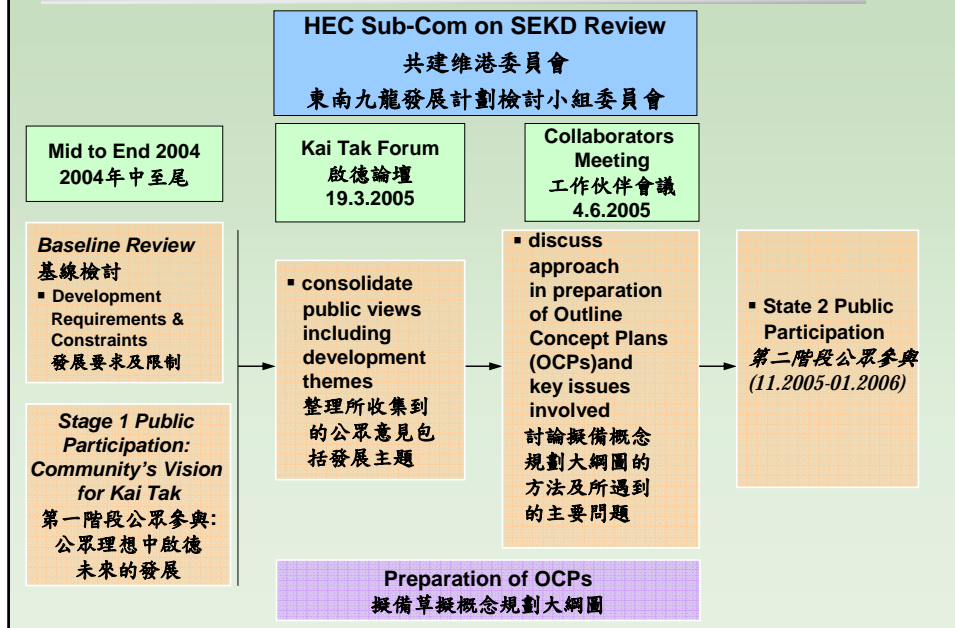 HEC Sub-Com on SEKD Review
共建维港委員會
東南九龍發展計劃檢討小組委員會
Mid to End 2004
2004年中至尾
Kai Tak Forum
啟德論壇
19.3.2005
Collaborators
Meeting
工作伙伴會議
4.6.2005
Baseline Review
基線檢討
▪ Development
Requirements &
Constraints
發展要求及限制
Stage 1 Public
Participation:
Community's Vision
for Kai Tak
第一階段公眾參與:
公眾理想中啟德
未來的發展
▪ consolidate
public views
including
development
themes
整理所收集到
的公眾意見包
括發展主題
▪ discuss
approach
in preparation
of Outline
Concept Plans
(OCPs)and
key issues
involved
討論擬備概念
規劃大綱圖的
方法及所遇到
的主要問題
▪ State 2 Public
Participation
第二階段公眾參與
(11.2005-01.2006)
Preparation of OCPs
擬備草擬概念規劃大綱圖